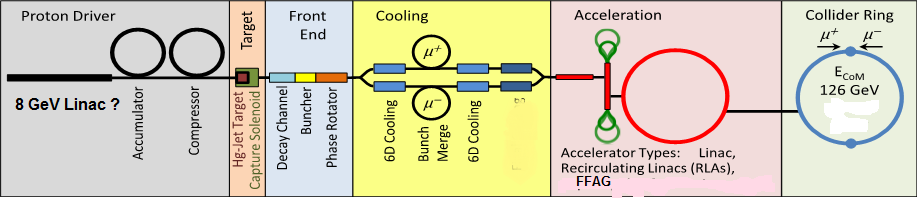 Proton Driver
8 GeV Linac ?
Accumulator
Compressor
Target
Hg-Jet Target
Capture Solenoid
Front
End
Decay Channel
Buncher
Phase Rotator
Cooling
μ+
μ−
6D Cooling
Bunch
Merge
6D Cooling
Acceleration
Accelerator Types: Linac,
Recirculating Linacs (RLAs),
FFAG
Collider Ring
μ+ μ−
ECoM
126 GeV